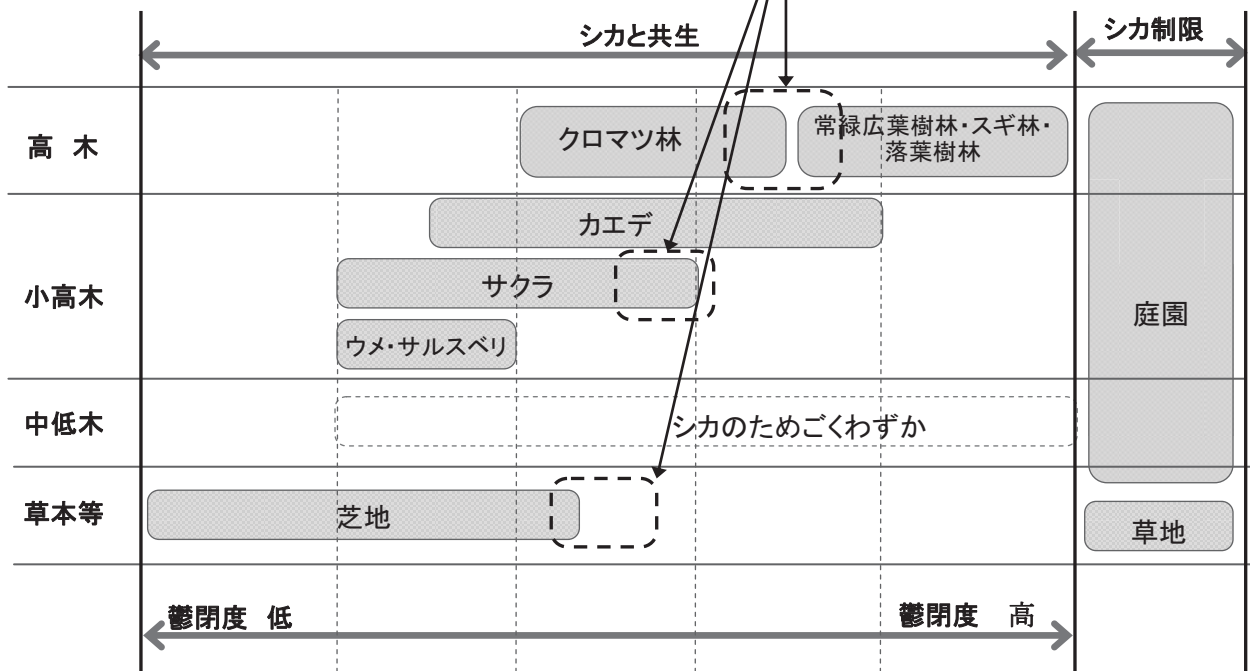 シカと共生
シカ制限
高 木
クロマツ林
常緑広葉樹林・スギ林・
落葉樹林
カエデ
小高木
サクラ
ウメ・サルスベリ
庭園
中低木
シカのためごくわずか
草本等
芝地
草地
鬱閉度 低
鬱閉度 高